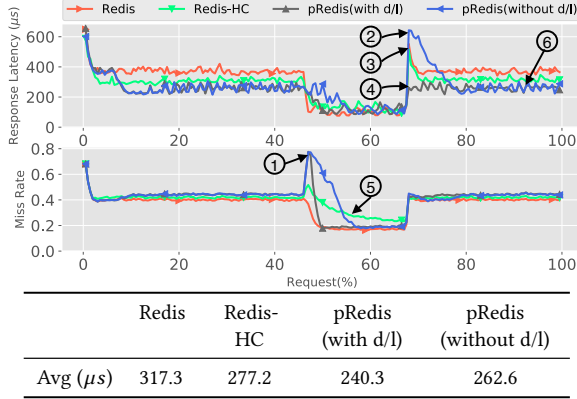 Redis Redis-HC pRedis(with d/l) pRedis(without d/l)
Response Latency (μs)
600
400
200
0
0 20 40 60 80 100
② ③ ④ ⑥
Miss Rate
0.8
0.6
0.4
0.2
0.0
① ⑤
0 20 40 60 80 100
Request(%)
Redis Redis- pRedis pRedis
HC (with d/l) (without d/l)
Avg (μs) 317.3 277.2 240.3 262.6